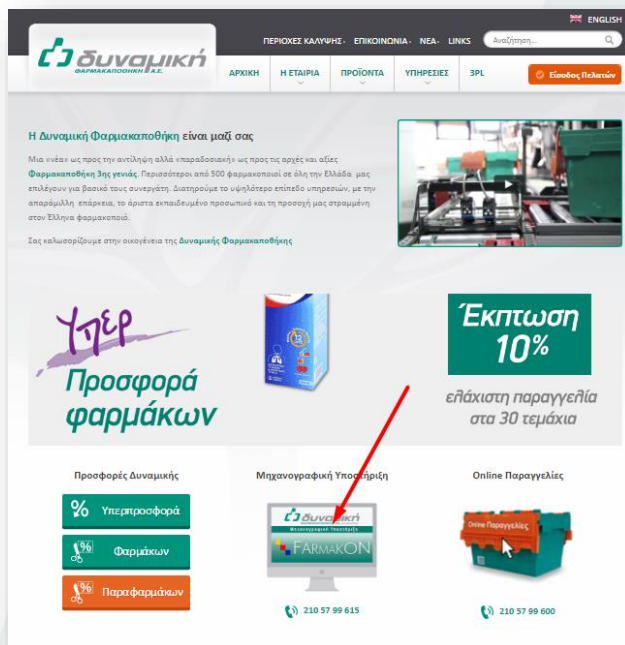 ENGLISH
ΠΕΡΙΟΧΕΣ ΚΑΛΥΨΗΣ ΕΠΙΚΟΙΝΩΝΙΑ ΝΕΑ LINKS Αναζήτηση...
δυναμική
ΦΑΡΜΑΚΑΠΟΘΗΚΗ Α.Ε.
ΑΡΧΙΚΗ Η ΕΤΑΙΡΙΑ ΠΡΟΪΟΝΤΑ ΥΠΗΡΕΣΙΕΣ 3PL Είσοδος Πελατών
Η Δυναμική Φαρμακαποθήκη είναι μαζί σας
Μια «νέα» ως προς την αντίληψη αλλά «παραδοσιακή» ως προς τις αρχές και αξίες
Φαρμακαποθήκη 3ης γενιάς. Περισσότεροι από 500 φαρμακοποιοί σε όλη την Ελλάδα μας
επιλέγουν για βασικό τους συνεργάτη. Διατηρούμε το υψηλότερο επίπεδο υπηρεσιών, με την
απαράμιλλη επάρκεια, το άριστα εκπαιδευμένο προσωπικό και τη προσοχή μας στραμμένη
στον Έλληνα φαρμακοποιό.
Σας καλωσορίζουμε στην οικογένεια της Δυναμικής Φαρμακαποθήκης
Υπερ
Προσφορά
φαρμάκων
12
Έκπτωση
10%
ελάχιστη παραγγελία
στα 30 τεμάχια
Προσφορές Δυναμικής
% Υπερπροσφορά
% Φαρμάκων
% Παραφαρμάκων
Μηχανογραφική Υποστήριξη
δυναμική
Μηχανογραφική Υποστήριξη
FARMAKON
210 57 99 615
Online Παραγγελίες
Online Παραγγελίες
210 57 99 600